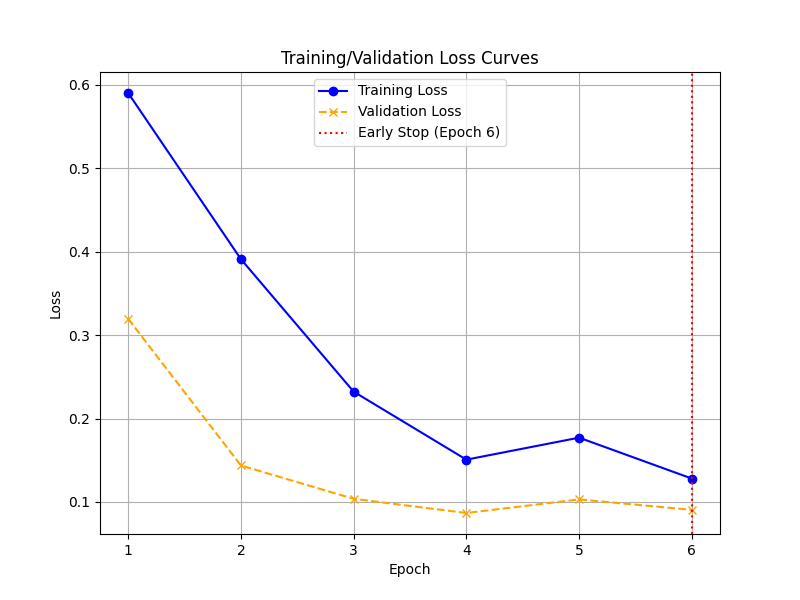 Training/Validation Loss Curves
Training Loss
Validation Loss
Early Stop (Epoch 6)
Loss
0.6
0.5
0.4
0.3
0.2
0.1
1 2 3 4 5 6
Epoch